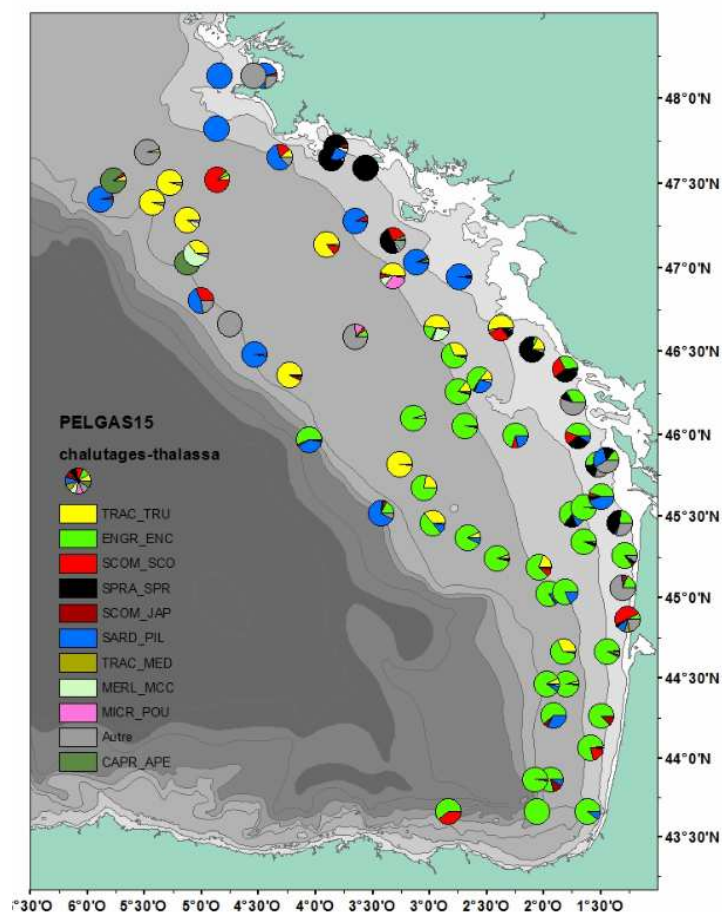 48°0'N
47°30'N
47°0'N
46°30'N
46°0'N
45°30'N
45°0'N
44°30'N
44°0'N
43°30'N
PELGAS15
chalutages-thalassa
TRAC_TRU
ENGR_ENC
SCOM_SCO
SPRA_SPR
SCOM_JAP
SARD_PIL
TRAC_MED
MERL_MCC
MICR_POU
Autre
CAPR_APE
°30'O 6°0'O 5°30'O 5°0'O 4°30'O 4°0'O 3°30'O 3°0'O 2°30'O 2°0'O 1°30'O